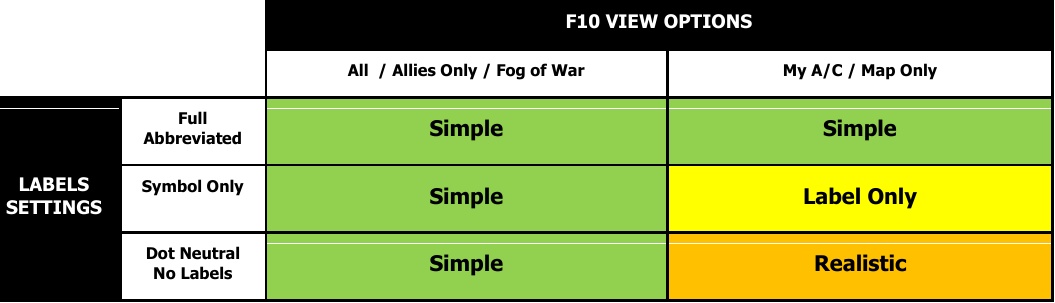 F10 VIEW OPTIONS
All / Allies Only / Fog of War
My A/C / Map Only
LABELS
SETTINGS
Full
Abbreviated
Simple
Simple
Symbol Only
Simple
Label Only
Dot Neutral
No Labels
Simple
Realistic